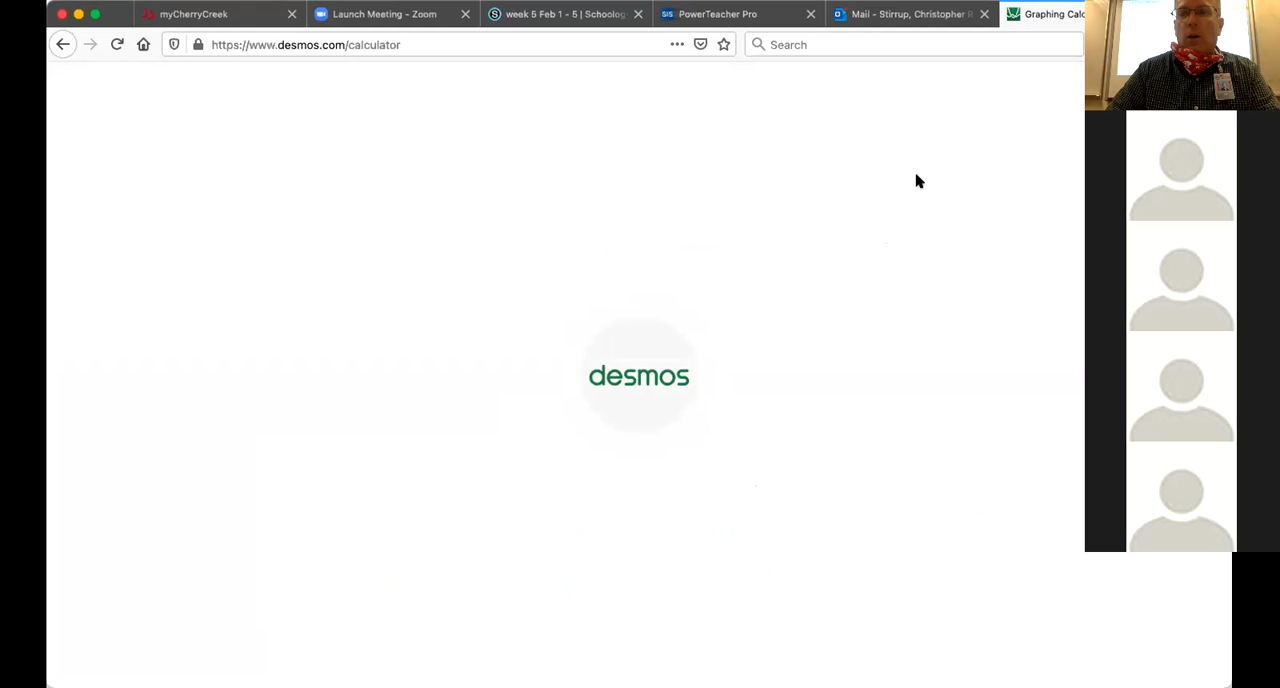 myCherryCreek
Launch Meeting - Zoom
week 5 Feb 1 - 5 | Schoolog
SIS
PowerTeacher Pro
Mail - Stirrup, Christopher R
Graphing Calc
https://www.desmos.com/calculator
Search
desmos